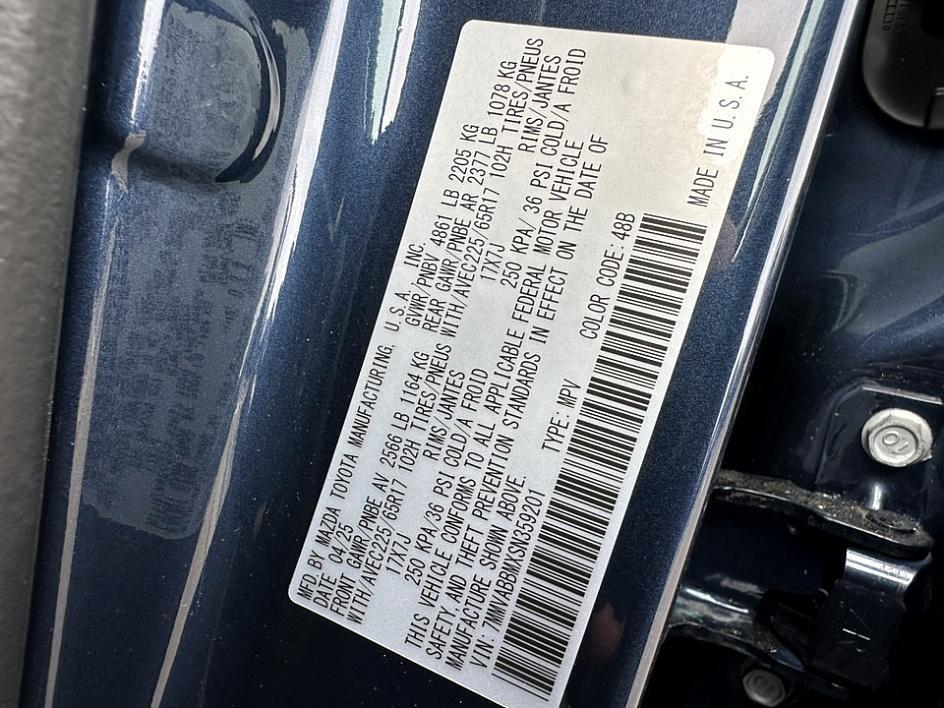 MFD BY MAZDA TOYOTA MANUFACTURING, U.S.A., INC.
DATE 04/25 GVWR/PNBV 4861 LB 2205 KG
FRONT GAWR/PNBE AV 2566 LB 1164 KG REAR GAWR/PNBE AR 2377 LB 1078 KG
WITH/AVEC225/65R17 102H TIRES/PNEUS WITH/AVEC225/65R17 102H TIRES/PNEUS
17X7J RIMS/JANTES 17X7J RIMS/JANTES
250 KPA/ 36 PSI COLD/A FROID 250 KPA/ 36 PSI COLD/A FROID
THIS VEHICLE CONFORMS TO ALL APPLICABLE FEDERAL MOTOR VEHICLE
SAFETY, AND THEFT PREVENTION STANDARDS IN EFFECT ON THE DATE OF
MANUFACTURE SHOWN ABOVE.
VIN: 7MMVABBMXSN359201 TYPE: MPV COLOR CODE: 48B
MADE IN U.S.A.
10